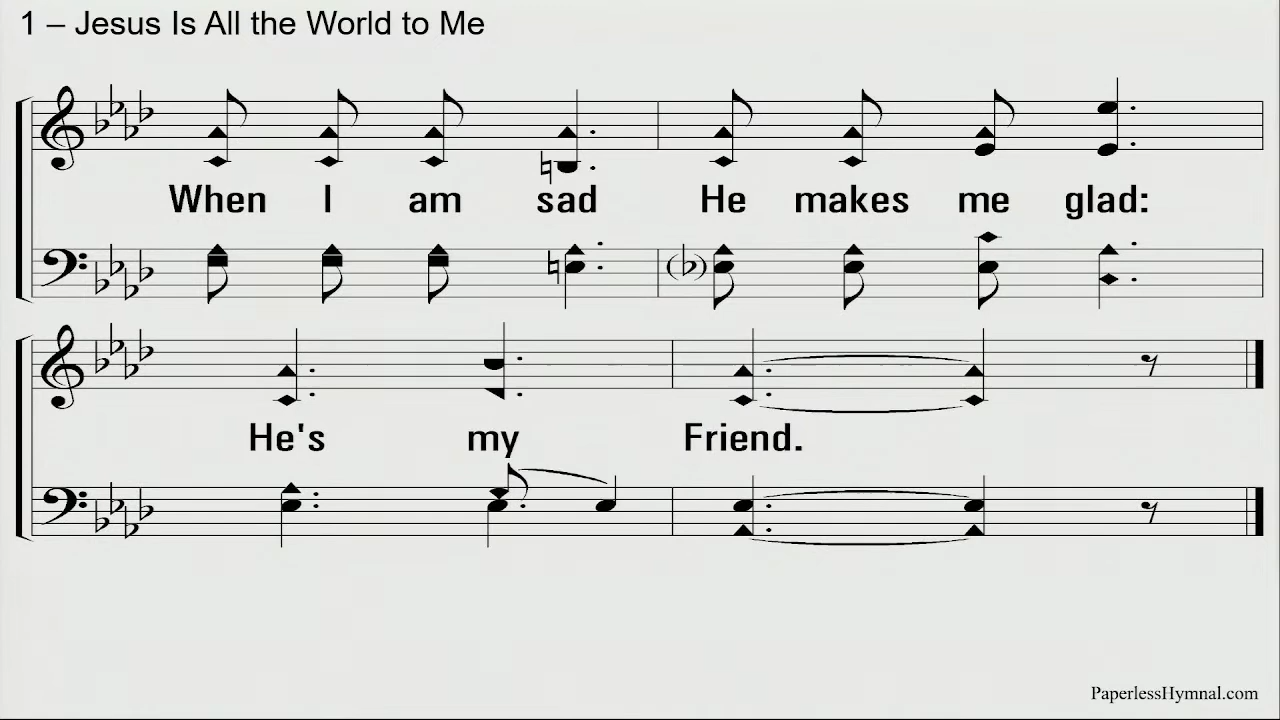 1 – Jesus Is All the World to Me
When I am sad He makes me glad:
He's my Friend.
PaperlessHymnal.com